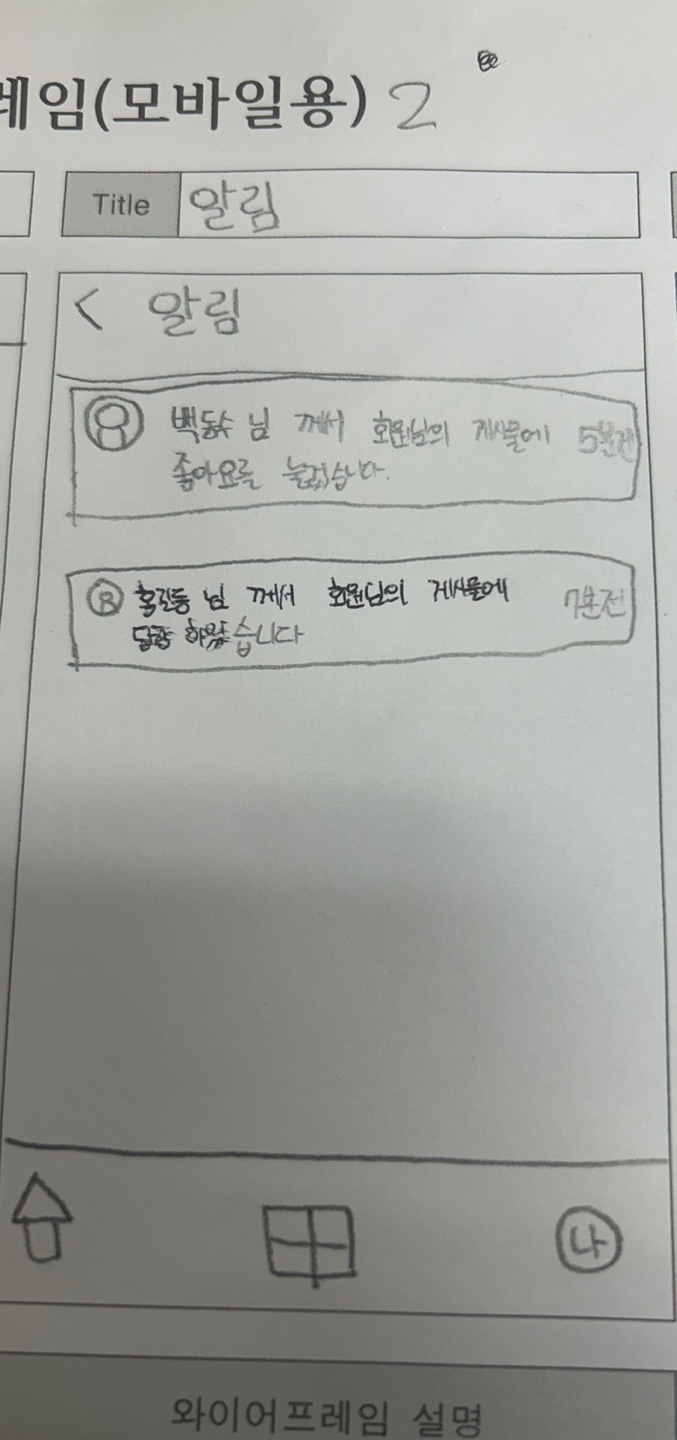 레임(모바일용) 2
Title 알림
< 알림
백동수 님 께서 회원님의 게시물에 5분전
좋아요를 눌렀습니다.
홍길동 님 께서 회원님의 게시물에 7분전
답장 하였습니다
나
와이어프레임 설명